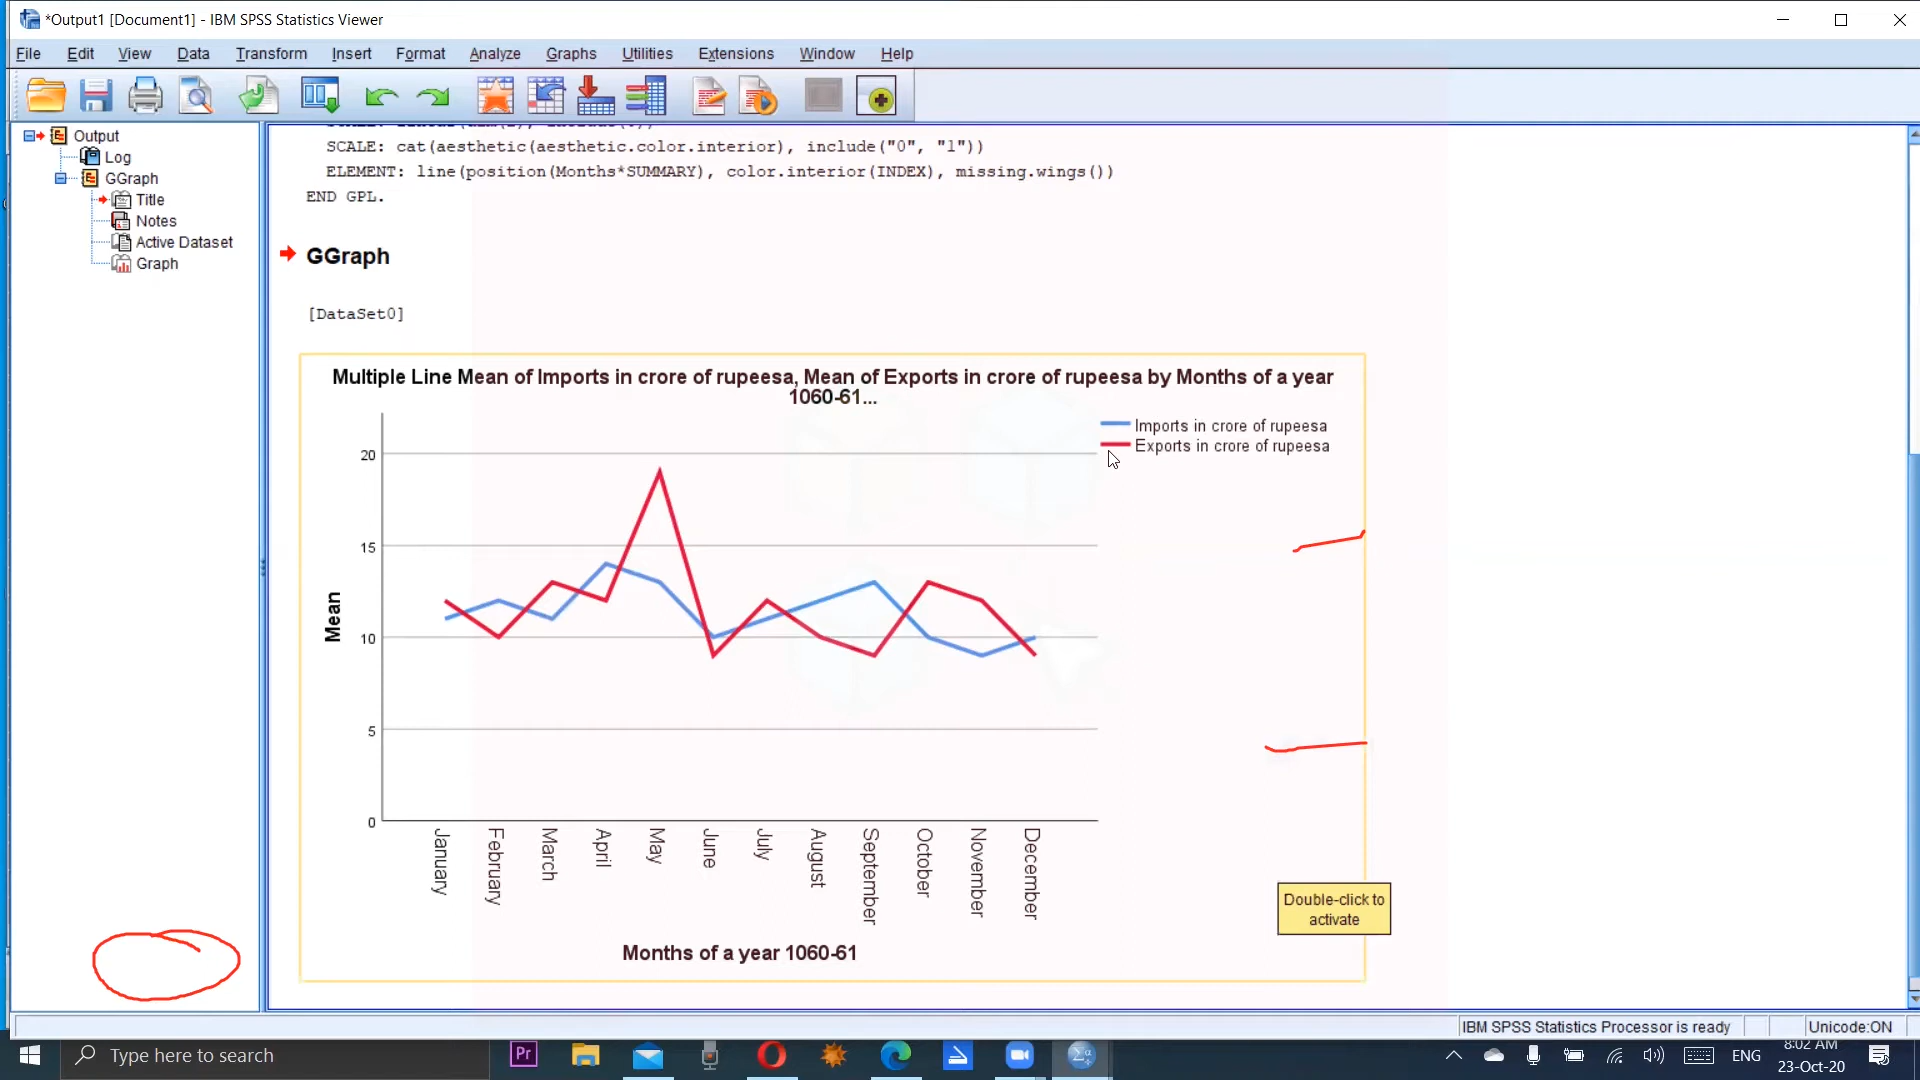 *Output1 [Document1] - IBM SPSS Statistics Viewer
File Edit View Data Transform Insert Format Analyze Graphs Utilities Extensions Window Help
Output
Log
GGraph
Title
Notes
Active Dataset
Graph
SCALE: cat(aesthetic(aesthetic.color.interior), include("0", "1"))
ELEMENT: line(position(Months*SUMMARY), color.interior(INDEX), missing.wings())
END GPL.
GGraph
[DataSet0]
Multiple Line Mean of Imports in crore of rupeesa, Mean of Exports in crore of rupeesa by Months of a year
1060-61...
Imports in crore of rupeesa
Exports in crore of rupeesa
20
15
10
5
0
Mean
January February March April May June July August September October November December
Months of a year 1060-61
Double-click to
activate
IBM SPSS Statistics Processor is ready Unicode:ON
Type here to search
Pr
Σα
ENG
8:02 AM
23-Oct-20